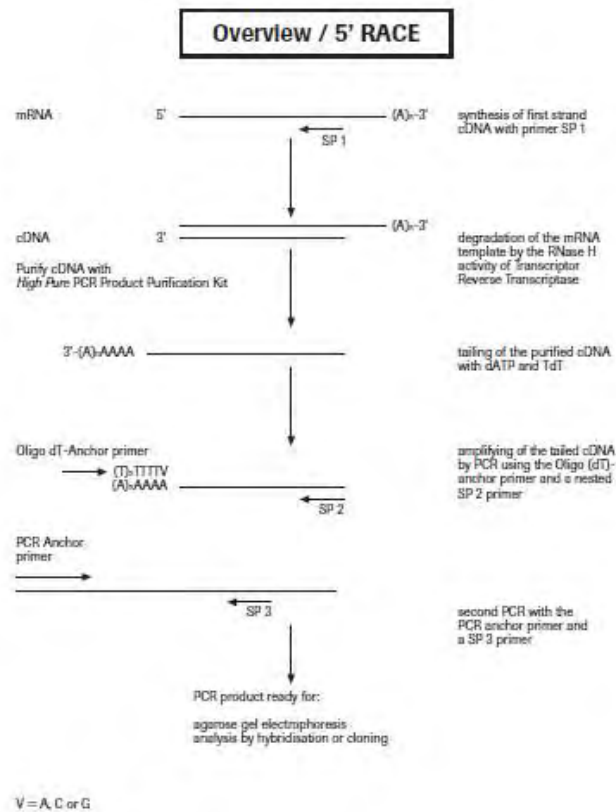 Overview / 5' RACE
mRNA 5' (A)n-3' synthesis of first strand
cDNA with primer SP 1
SP 1
(A)n-3'
cDNA 3' degradation of the mRNA
template by the RNase H
activity of Transcriptor
Reverse Transcriptase
Purify cDNA with
High Pure PCR Product Purification Kit
3'-(A)nAAAA tailing of the purified cDNA
with dATP and TdT
Oligo dT-Anchor primer amplifying of the tailed cDNA
by PCR using the Oligo (dT)-
anchor primer and a nested
SP 2 primer
(T)nTTTTV
(A)nAAAA
SP 2
PCR Anchor
primer
SP 3
second PCR with the
PCR anchor primer and
a SP 3 primer
PCR product ready for:
agarose gel electrophoresis
analysis by hybridisation or cloning
V = A, C or G